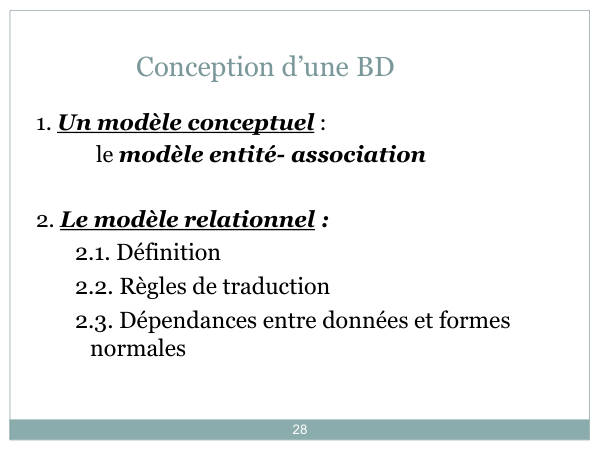 Conception d’une BD
1. Un modèle conceptuel :
le modèle entité- association
2. Le modèle relationnel :
2.1. Définition
2.2. Règles de traduction
2.3. Dépendances entre données et formes
normales
28